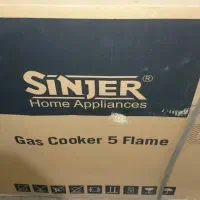 SiNJER®
Home Appliances
Gas Cooker 5 Flame